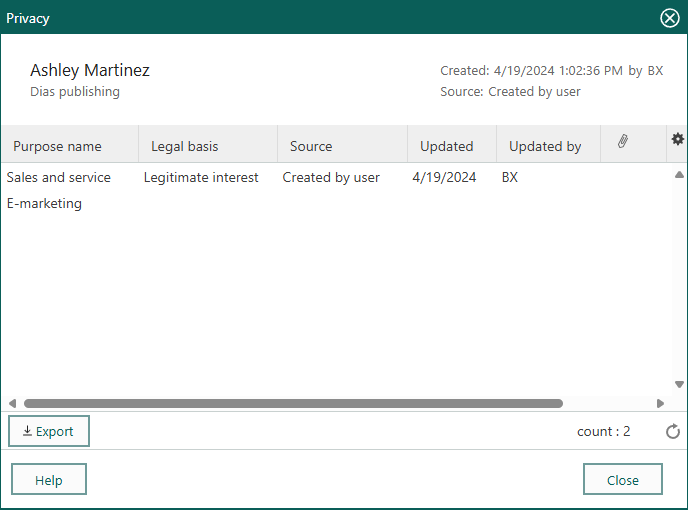 Privacy
Ashley Martinez
Dias publishing
Created: 4/19/2024 1:02:36 PM by BX
Source: Created by user
Purpose name Legal basis Source Updated Updated by
Sales and service Legitimate interest Created by user 4/19/2024 BX
E-marketing
Export count : 2
Help Close